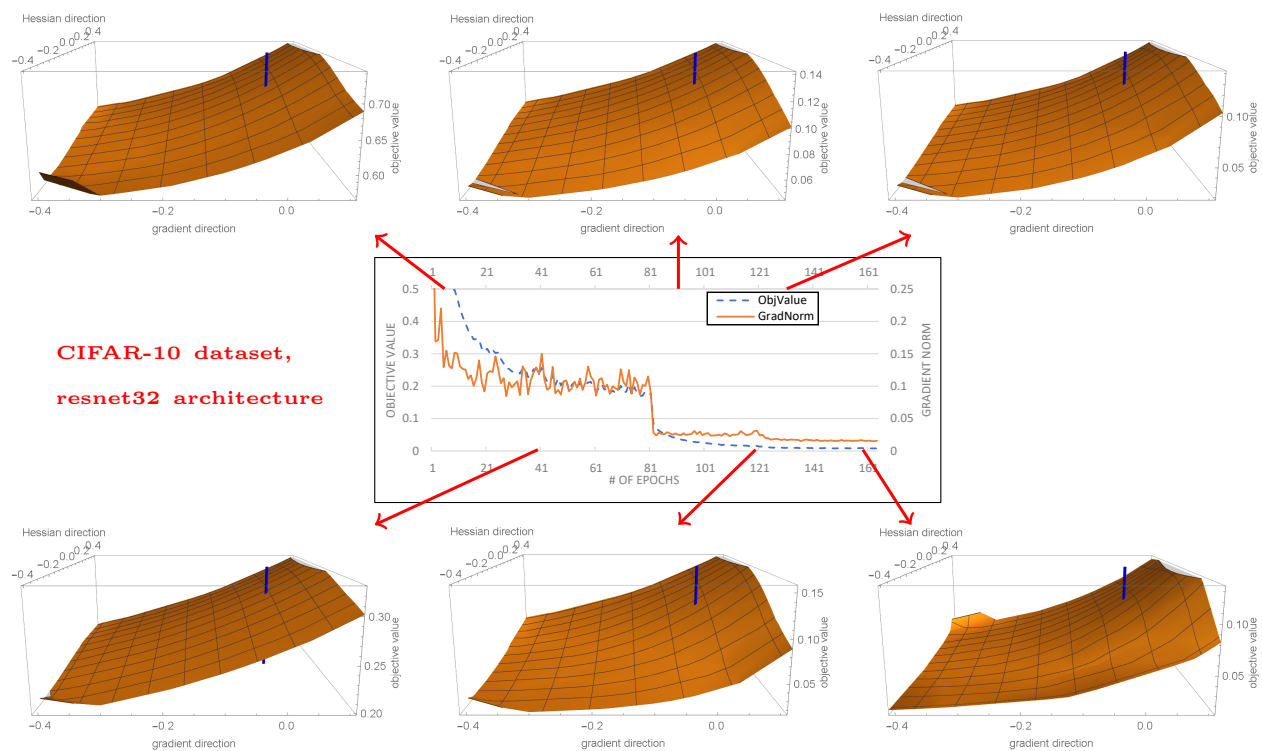 Hessian direction
−0.4 −0.2 0.0 0.2 0.4
0.70
0.65
0.60
objective value
−0.4 −0.2 0.0
gradient direction
Hessian direction
−0.4 −0.2 0.0 0.2 0.4
0.14
0.12
0.10
0.08
0.06
objective value
−0.4 −0.2 0.0
gradient direction
Hessian direction
−0.4 −0.2 0.0 0.2 0.4
0.10
0.05
objective value
−0.4 −0.2 0.0
gradient direction
CIFAR-10 dataset,
resnet32 architecture
1 21 41 61 81 101 121 141 161
0.5 0.25
0.4 0.2
0.3 0.15
0.2 0.1
0.1 0.05
0 0
OBJECTIVE VALUE
GRADIENT NORM
ObjValue
GradNorm
1 21 41 61 81 101 121 141 161
# OF EPOCHS
Hessian direction
−0.4 −0.2 0.0 0.2 0.4
0.30
0.25
0.20
objective value
−0.4 −0.2 0.0
gradient direction
Hessian direction
−0.4 −0.2 0.0 0.2 0.4
0.15
0.10
0.05
objective value
−0.4 −0.2 0.0
gradient direction
Hessian direction
−0.4 −0.2 0.0 0.2 0.4
0.10
0.05
objective value
−0.4 −0.2 0.0
gradient direction